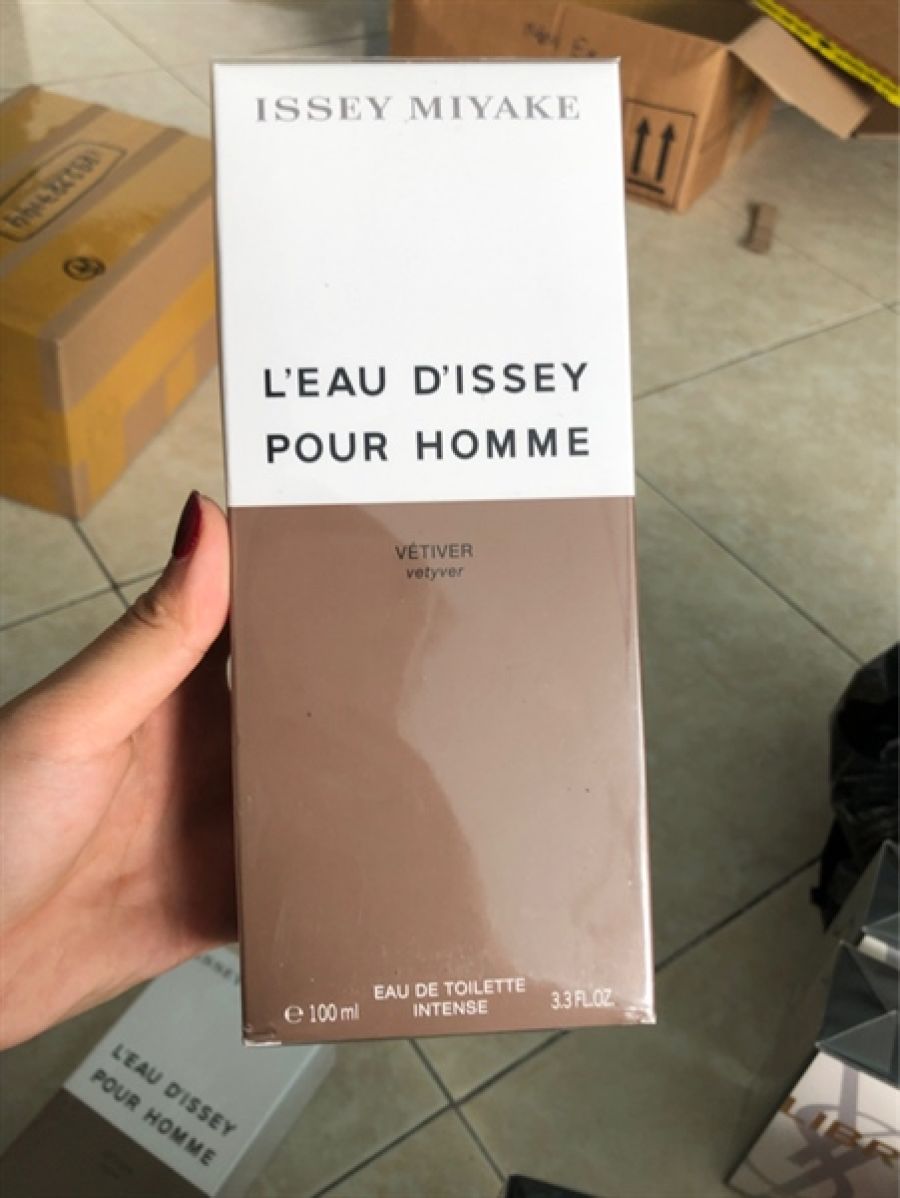 ISSEY MIYAKE
L'EAU D'ISSEY
POUR HOMME
VÉTIVER
vetyver
EAU DE TOILETTE
INTENSE
e 100 ml
3.3 FL.OZ.
L'EAU D'ISSEY
POUR HOMME
LIBR